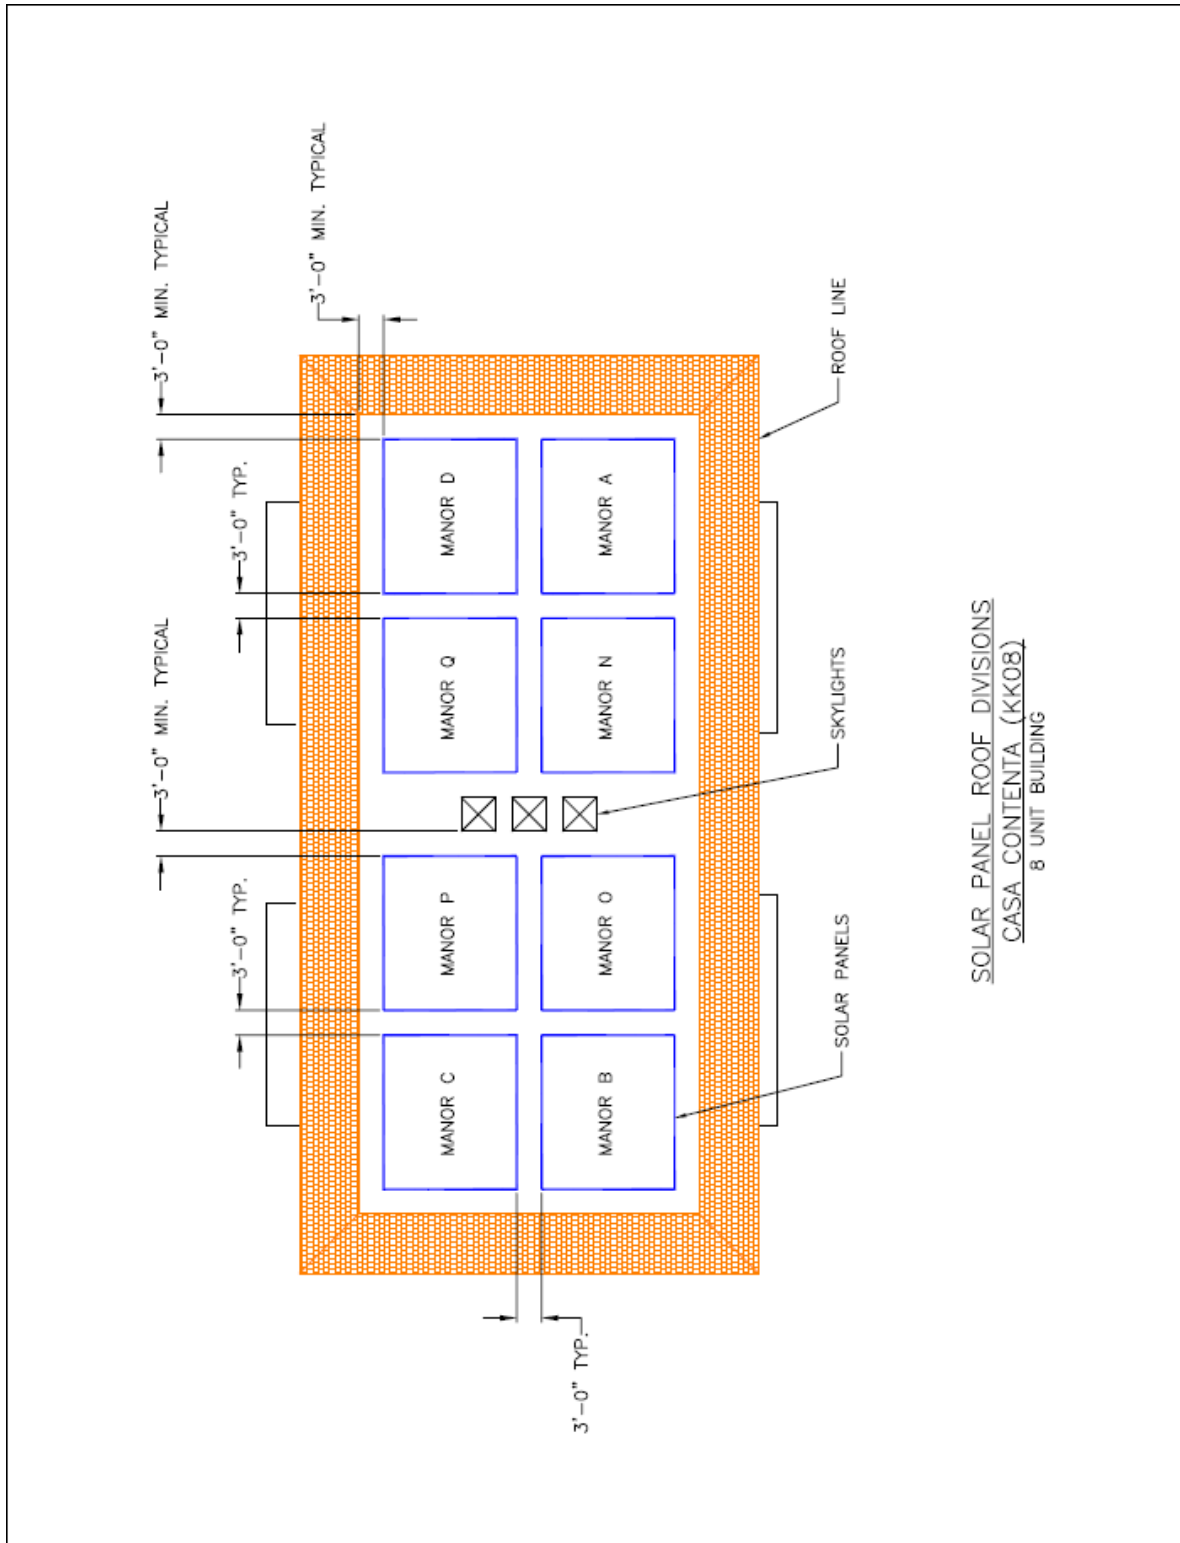 3'-0" MIN. TYPICAL
3'-0" TYP.
3'-0" MIN. TYPICAL
3'-0" TYP.
3'-0" MIN. TYPICAL
3'-0" TYP.
MANOR C
MANOR P
MANOR Q
MANOR D
MANOR B
MANOR O
MANOR N
MANOR A
SOLAR PANELS
SKYLIGHTS
ROOF LINE
SOLAR PANEL ROOF DIVISIONS
CASA CONTENTA (KK08)
8 UNIT BUILDING